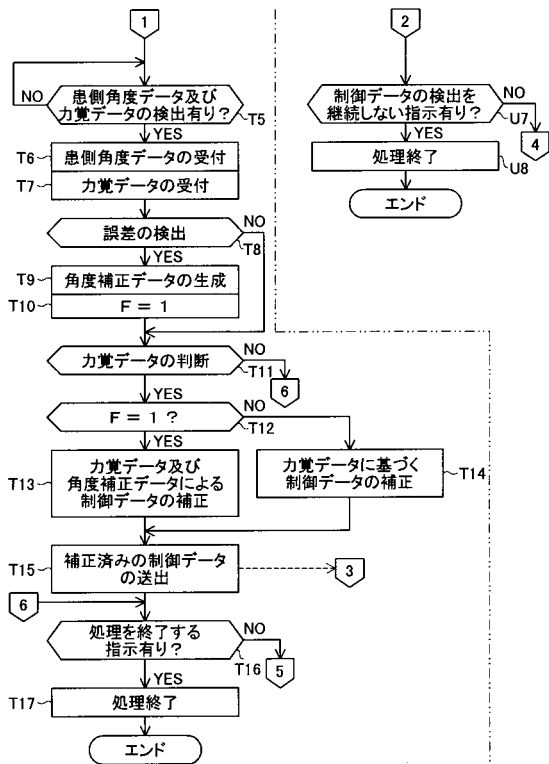 1
NO
患側角度データ及び
力覚データの検出有り?
T5
YES
T6
患側角度データの受付
T7
力覚データの受付
誤差の検出
NO
T8
YES
T9
角度補正データの生成
T10
F = 1
力覚データの判断
NO
T11
6
YES
F = 1 ?
NO
T12
YES
T13
力覚データ及び
角度補正データによる
制御データの補正
力覚データに基づく
制御データの補正
T14
T15
補正済みの制御データ
の送出
3
6
処理を終了する
指示有り?
NO
T16
5
YES
T17
処理終了
エンド
2
制御データの検出を
継続しない指示有り?
NO
U7
4
YES
処理終了
U8
エンド